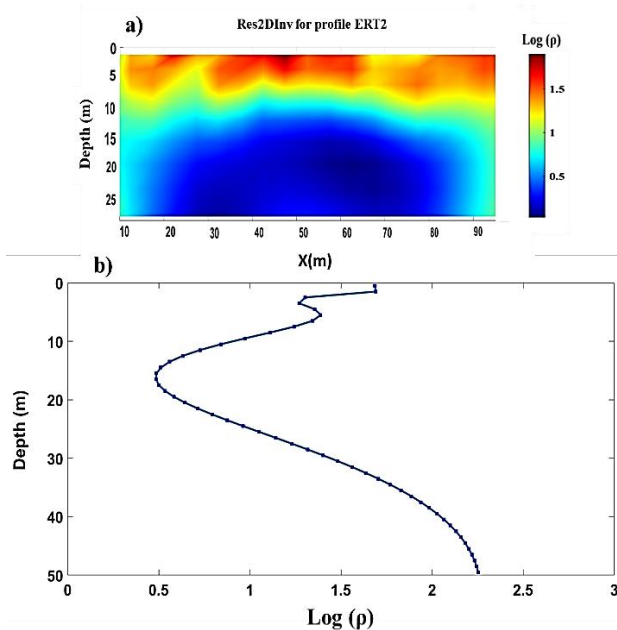 Res2DInv for profile ERT2
a)
Log (ρ)
Depth (m)
0
5
10
15
20
25
1.5
1
0.5
10 20 30 40 50 60 70 80 90
X(m)
b)
Depth (m)
0
10
20
30
40
50
0 0.5 1 1.5 2 2.5 3
Log (ρ)